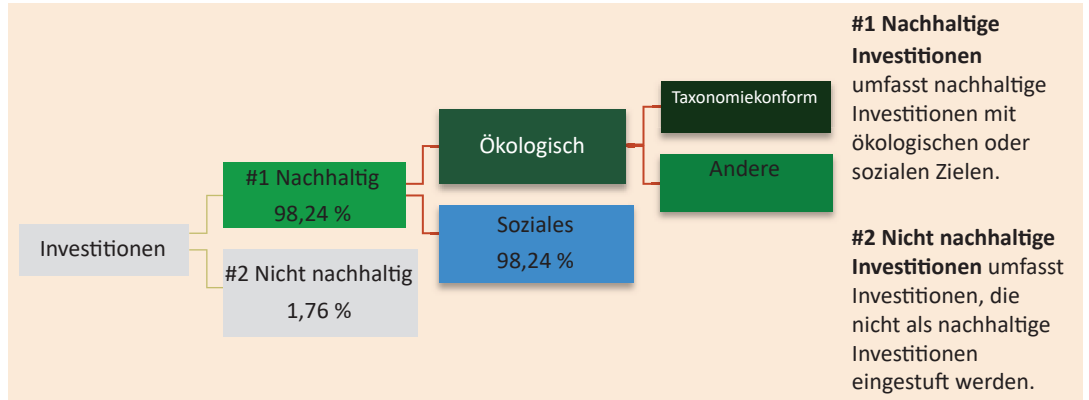 Investitionen
#1 Nachhaltig
98,24 %
#2 Nicht nachhaltig
1,76 %
Ökologisch
Soziales
98,24 %
Taxonomiekonform
Andere
#1 Nachhaltige
Investitionen
umfasst nachhaltige
Investitionen mit
ökologischen oder
sozialen Zielen.
#2 Nicht nachhaltige
Investitionen umfasst
Investitionen, die
nicht als nachhaltige
Investitionen
eingestuft werden.